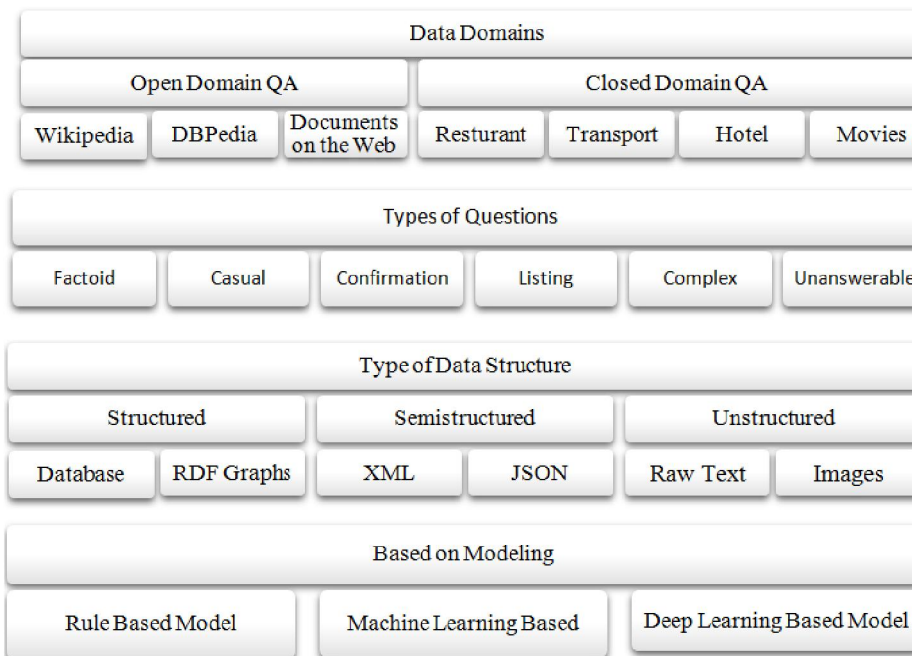 Data Domains
Open Domain QA Closed Domain QA
Wikipedia DBPedia Documents on the Web Resturant Transport Hotel Movies
Types of Questions
Factoid Casual Confirmation Listing Complex Unanswerable
Type of Data Structure
Structured Semistructured Unstructured
Database RDF Graphs XML JSON Raw Text Images
Based on Modeling
Rule Based Model Machine Learning Based Deep Learning Based Model